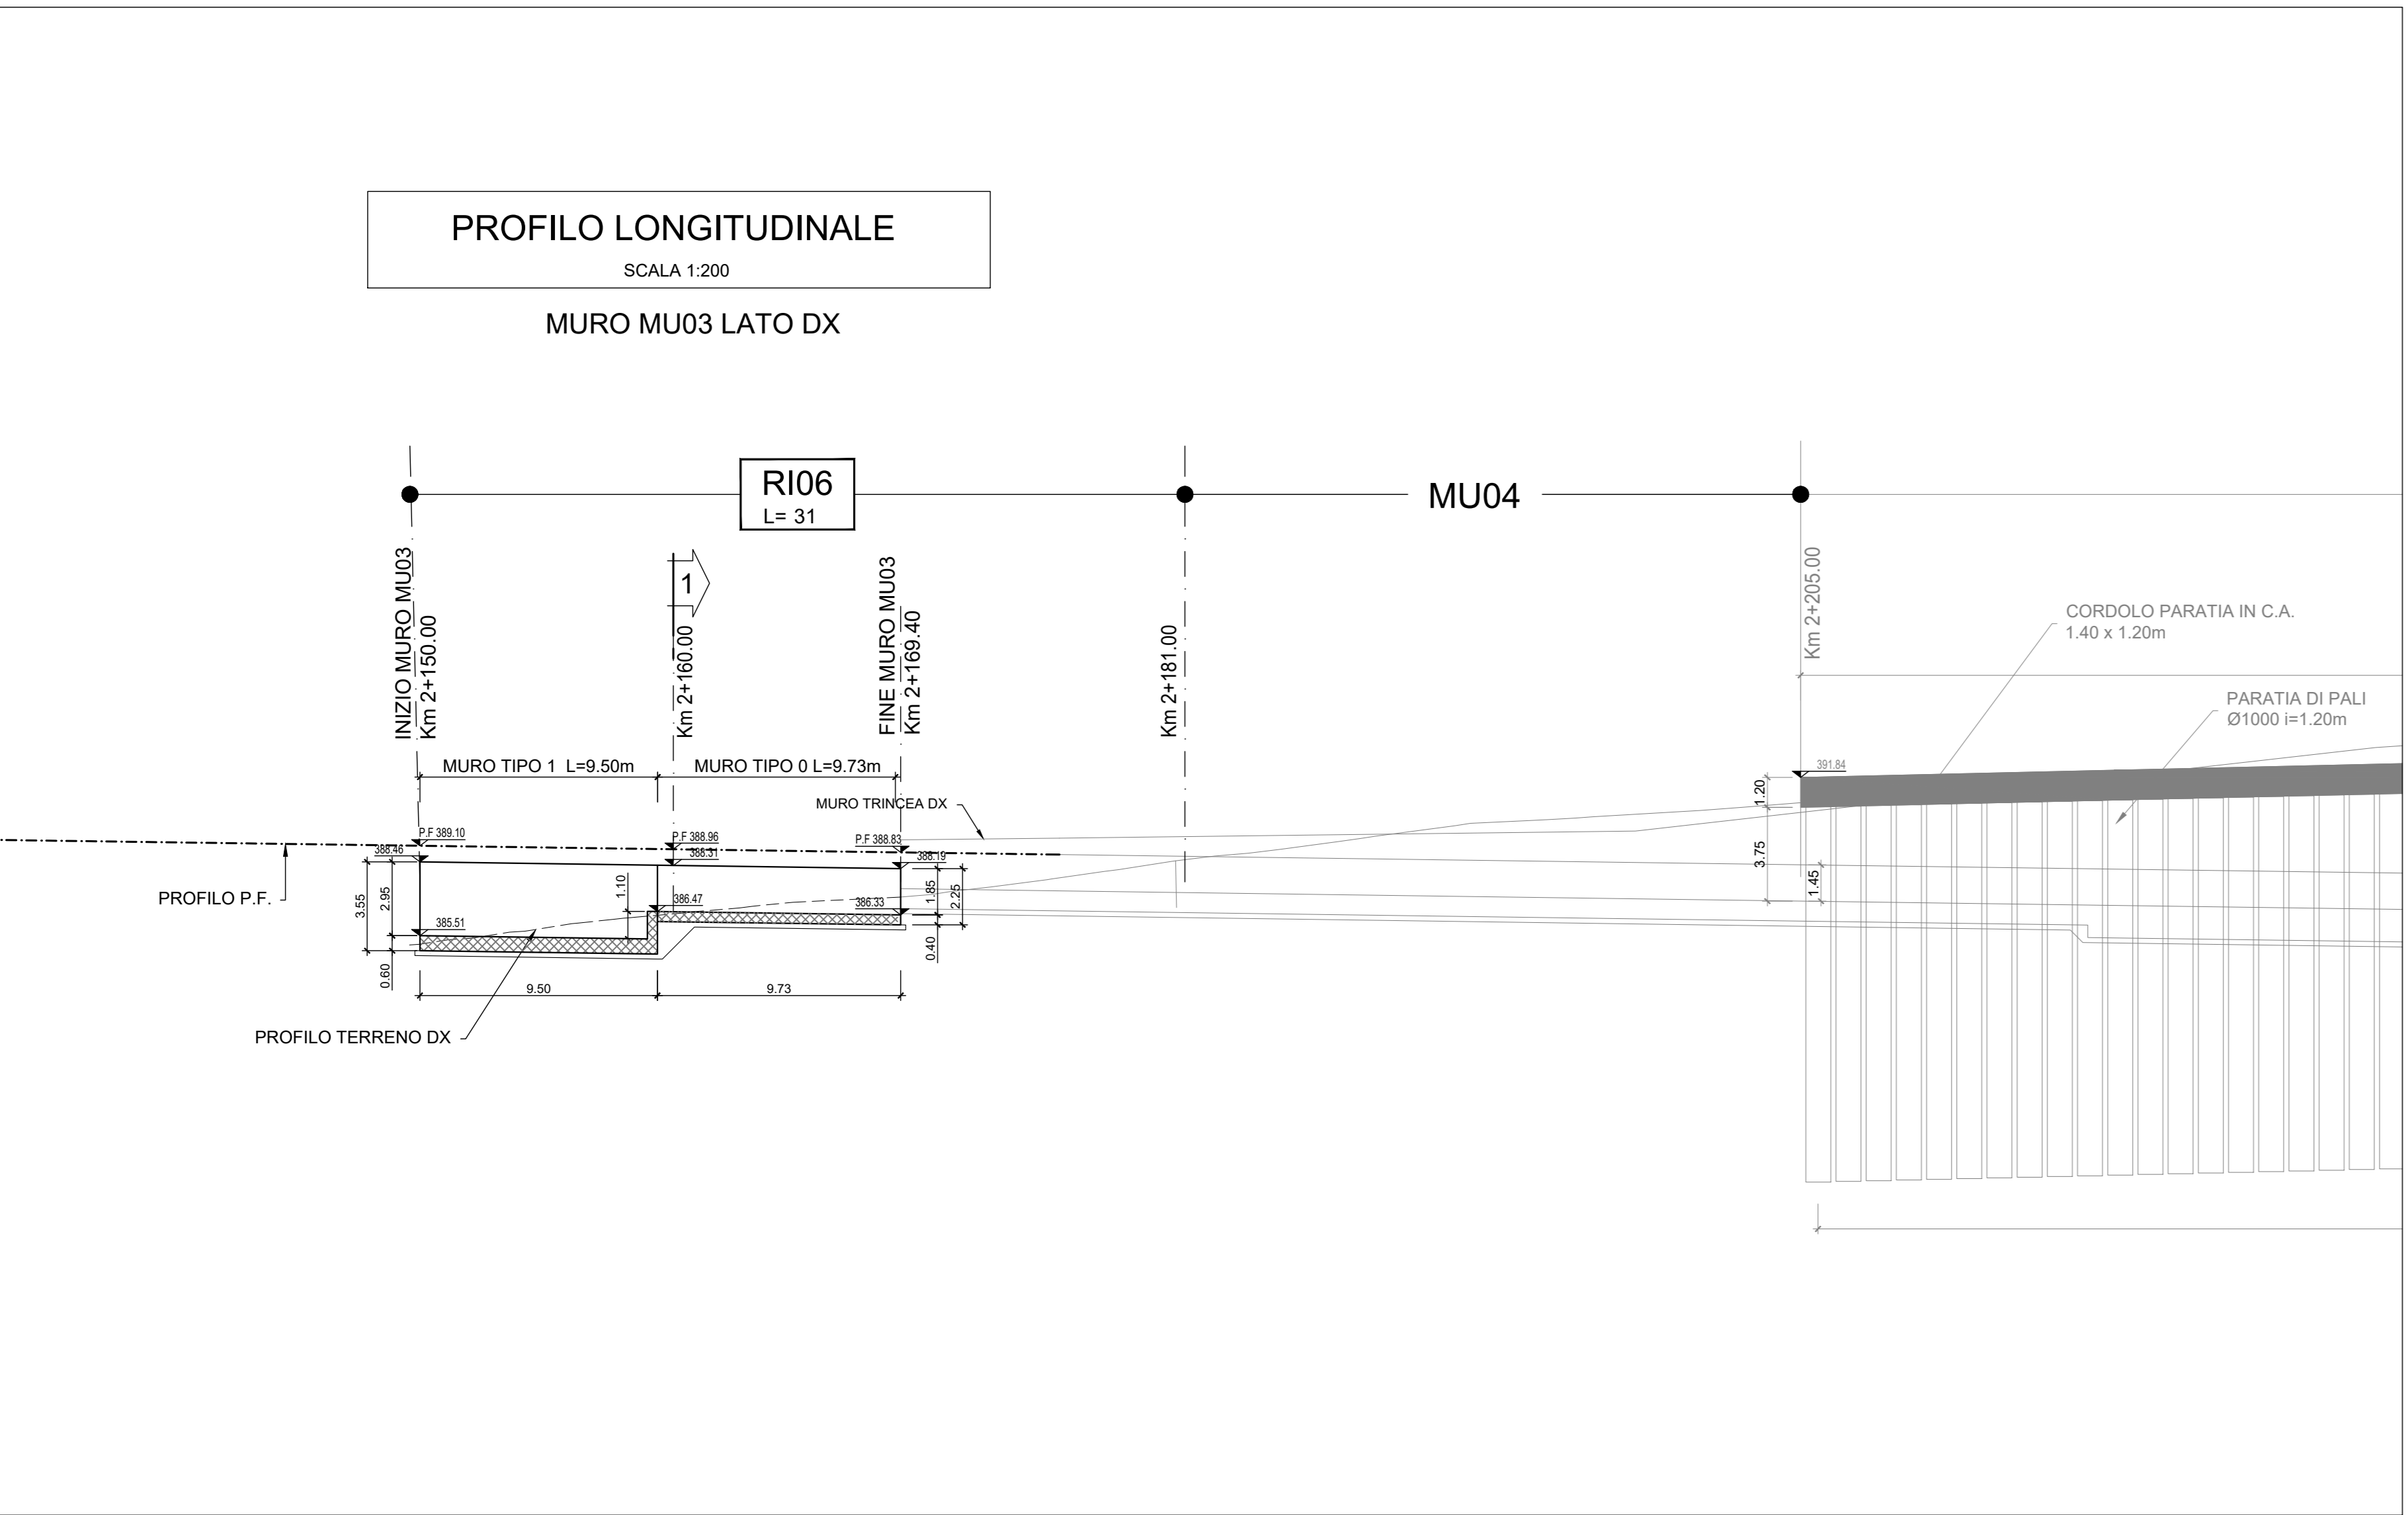 PROFILO LONGITUDINALE
SCALA 1:200
MURO MU03 LATO DX
RI06
L= 31
MU04
INIZIO MURO MU03
Km 2+150.00
1
Km 2+160.00
FINE MURO MU03
Km 2+169.40
Km 2+181.00
Km 2+205.00
CORDOLO PARATIA IN C.A.
1.40 x 1.20m
PARATIA DI PALI
Ø1000 i=1.20m
MURO TIPO 1 L=9.50m
MURO TIPO 0 L=9.73m
MURO TRINCEA DX
391.84
1.20
3.75
1.45
P.F 389.10
P.F 388.96
P.F 388.83
388.46
388.31
388.19
PROFILO P.F.
3.55
2.95
1.10
386.47
386.33
1.85
2.25
385.51
0.60
0.40
9.50
9.73
PROFILO TERRENO DX